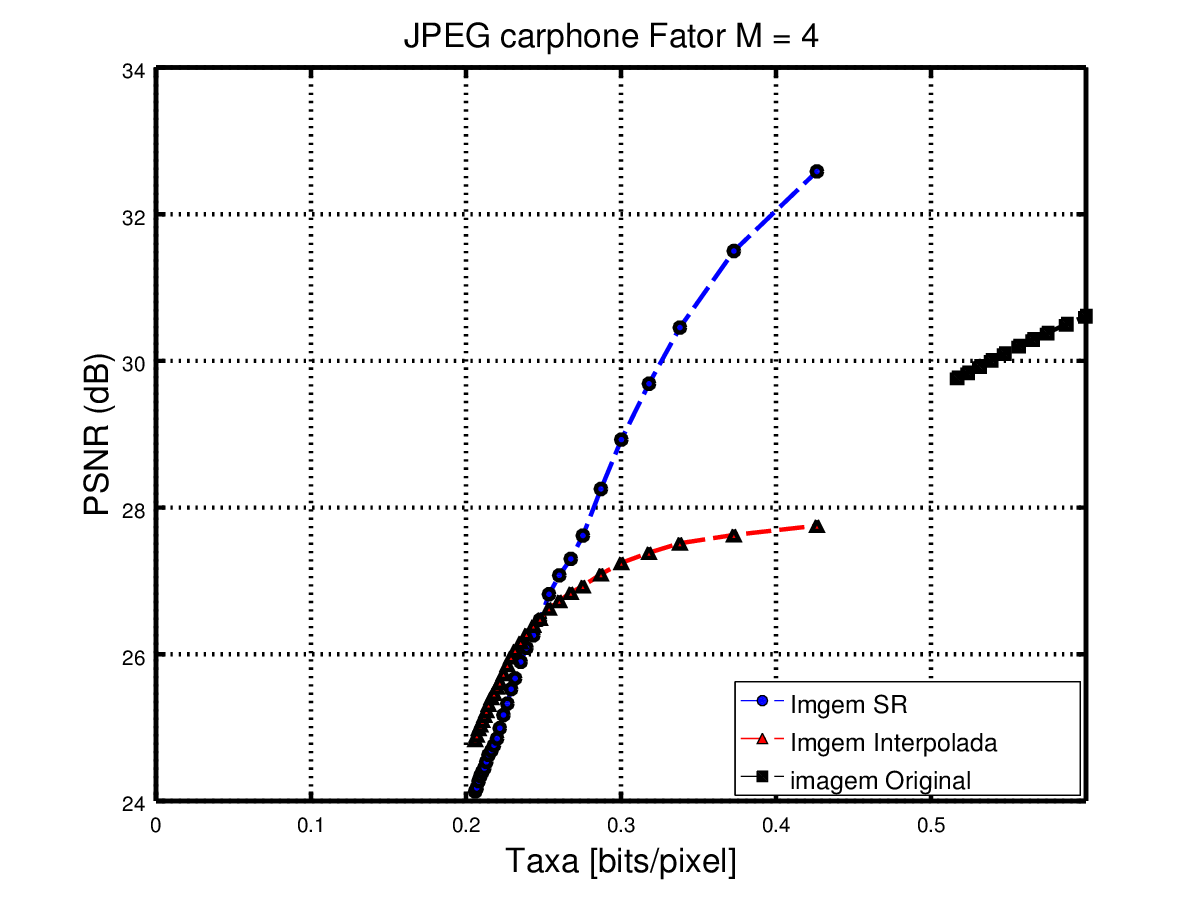 JPEG carphone Fator M = 4
34
32
30
28
26
24
PSNR (dB)
0 0.1 0.2 0.3 0.4 0.5
Taxa [bits/pixel]
Imgem SR
Imgem Interpolada
imagem Original